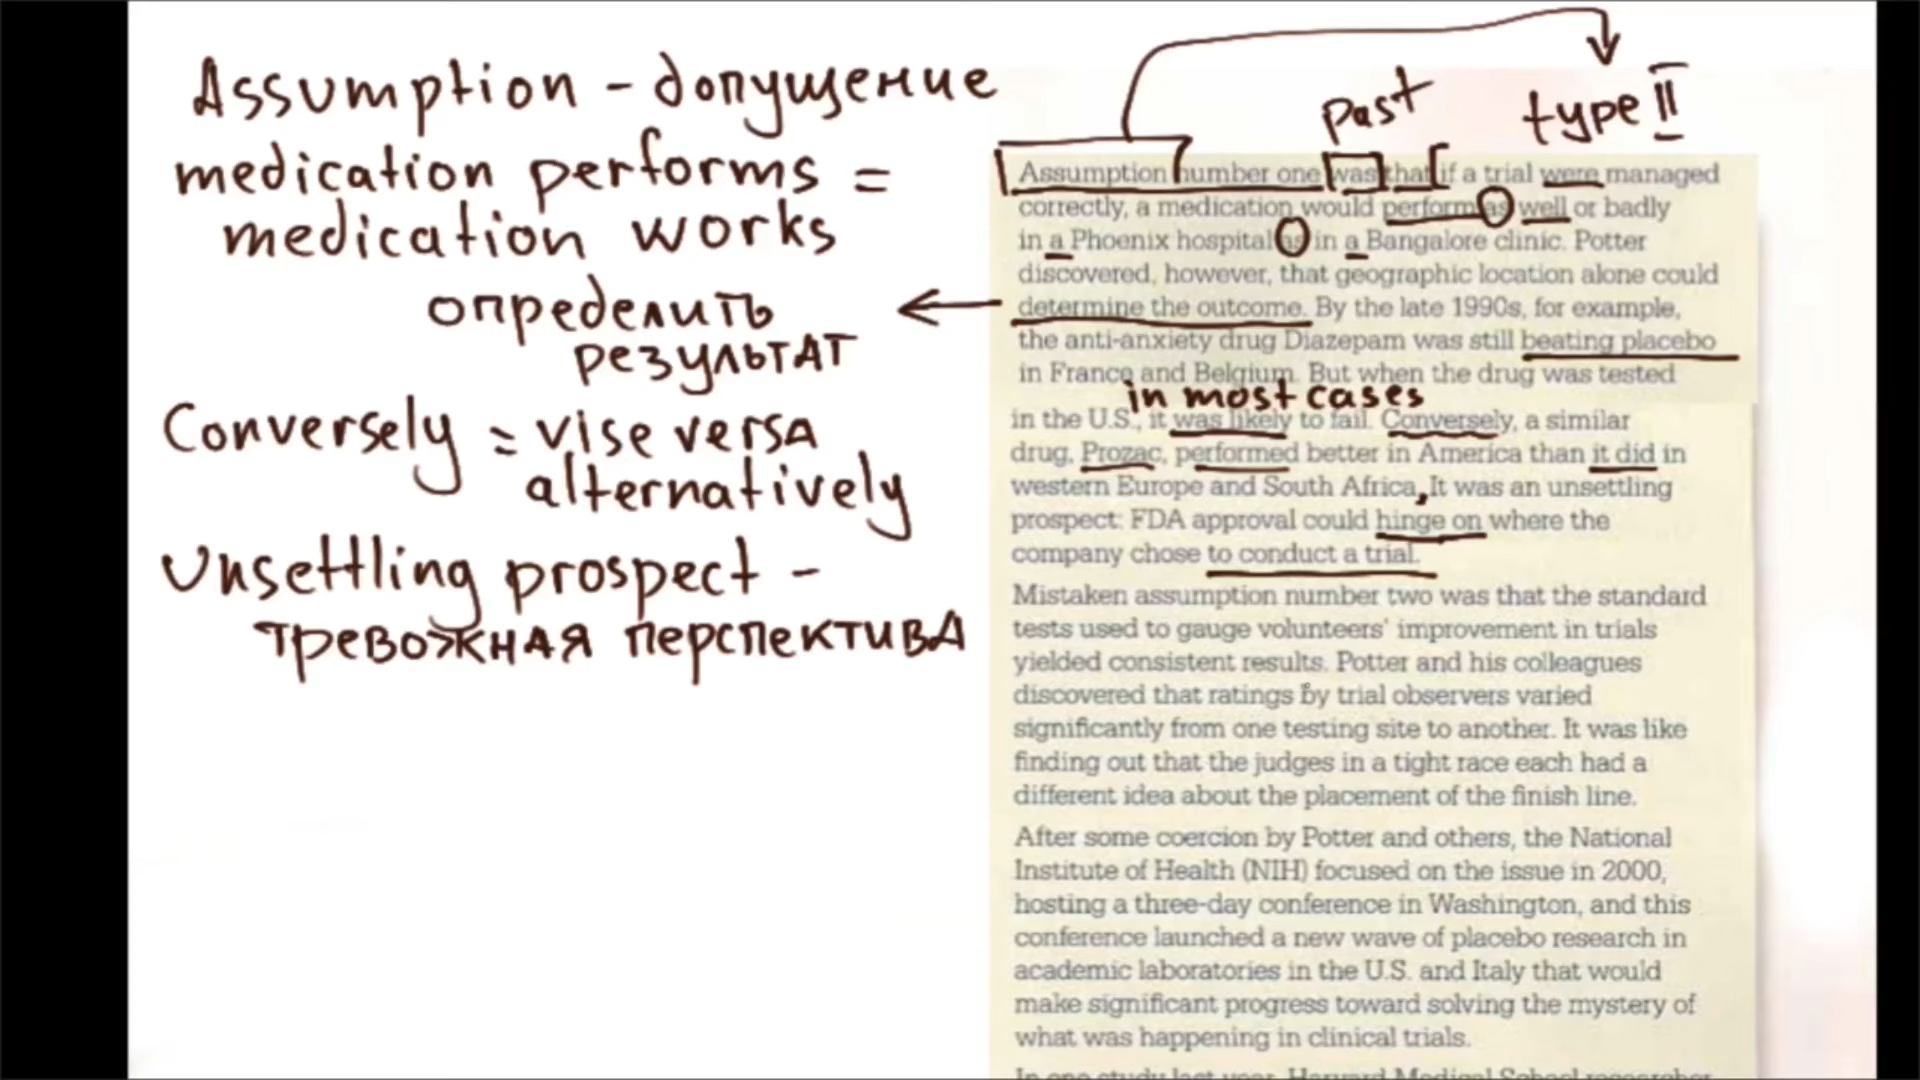 Assumption - допущение
medication performs =
medication works
определить
результат
Conversely = vise versa
alternatively
Unsettling prospect -
тревожная перспектива
past type II
Assumption number one was that if a trial were managed
correctly, a medication would perform as well or badly
in a Phoenix hospital as in a Bangalore clinic. Potter
discovered, however, that geographic location alone could
determine the outcome. By the late 1990s, for example,
the anti-anxiety drug Diazepam was still beating placebo
in France and Belgium. But when the drug was tested
in most cases
in the U.S., it was likely to fail. Conversely, a similar
drug, Prozac, performed better in America than it did in
western Europe and South Africa, It was an unsettling
prospect: FDA approval could hinge on where the
company chose to conduct a trial.
Mistaken assumption number two was that the standard
tests used to gauge volunteers' improvement in trials
yielded consistent results. Potter and his colleagues
discovered that ratings by trial observers varied
significantly from one testing site to another. It was like
finding out that the judges in a tight race each had a
different idea about the placement of the finish line.
After some coercion by Potter and others, the National
Institute of Health (NIH) focused on the issue in 2000,
hosting a three-day conference in Washington, and this
conference launched a new wave of placebo research in
academic laboratories in the U.S. and Italy that would
make significant progress toward solving the mystery of
what was happening in clinical trials.
In one study last year, Harvard Medical School researcher